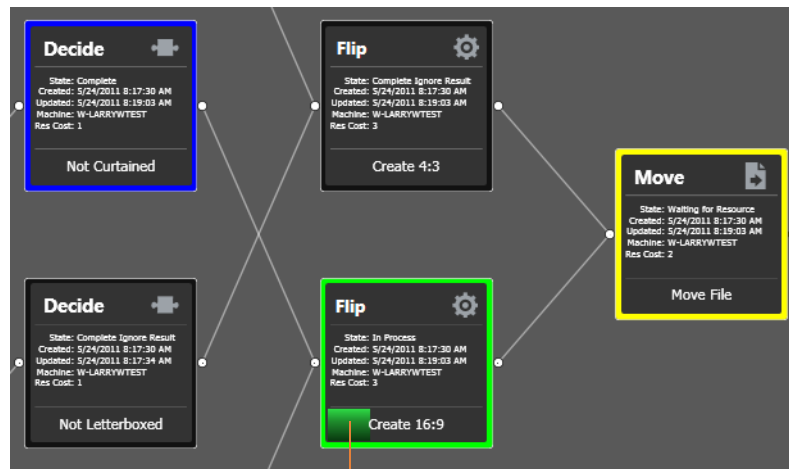 Decide
State: Complete
Created: 5/24/2011 8:17:30 AM
Updated: 5/24/2011 8:19:03 AM
Machine: W-LARRYWTEST
Res Cost: 1
Not Curtained
Flip
State: Complete Ignore Result
Created: 5/24/2011 8:17:30 AM
Updated: 5/24/2011 8:19:03 AM
Machine: W-LARRYWTEST
Res Cost: 3
Create 4:3
Move
State: Waiting for Resource
Created: 5/24/2011 8:17:30 AM
Updated: 5/24/2011 8:19:03 AM
Machine: W-LARRYWTEST
Res Cost: 2
Move File
Decide
State: Complete Ignore Result
Created: 5/24/2011 8:17:30 AM
Updated: 5/24/2011 8:17:34 AM
Machine: W-LARRYWTEST
Res Cost: 1
Not Letterboxed
Flip
State: In Process
Created: 5/24/2011 8:17:30 AM
Updated: 5/24/2011 8:19:03 AM
Machine: W-LARRYWTEST
Res Cost: 3
Create 16:9